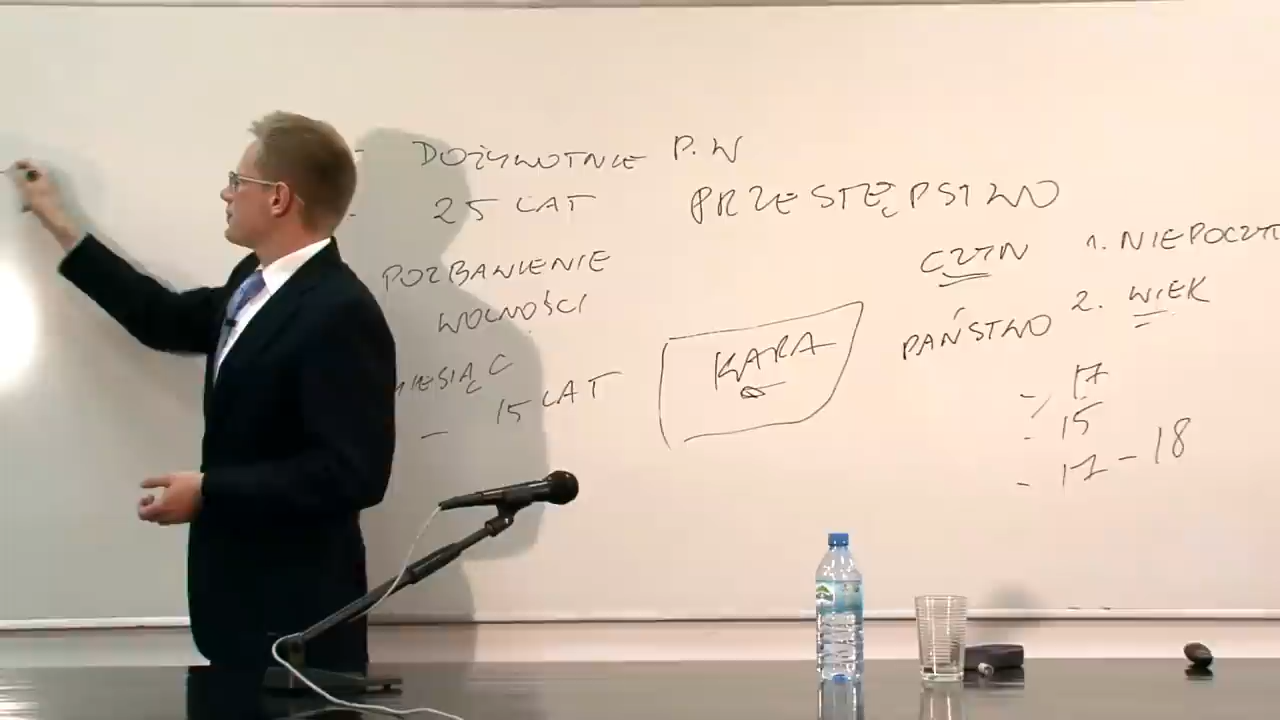 - DOŻYWOTNIE P.W
- 25 LAT
POZBAWIENIE
WOLNOŚCI
MIESIĄC
- 15 LAT
PRZESTĘPSTWO
CZYN
PAŃSTWO
KARA
1. NIEPOCZYT
2. WIEK
- 17
- 15
- 17 - 18